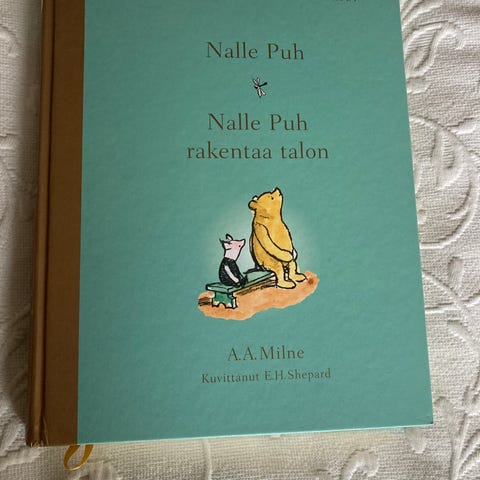 Nalle Puh
Nalle Puh
rakentaa talon
A.A.Milne
Kuvittanut E.H.Shepard